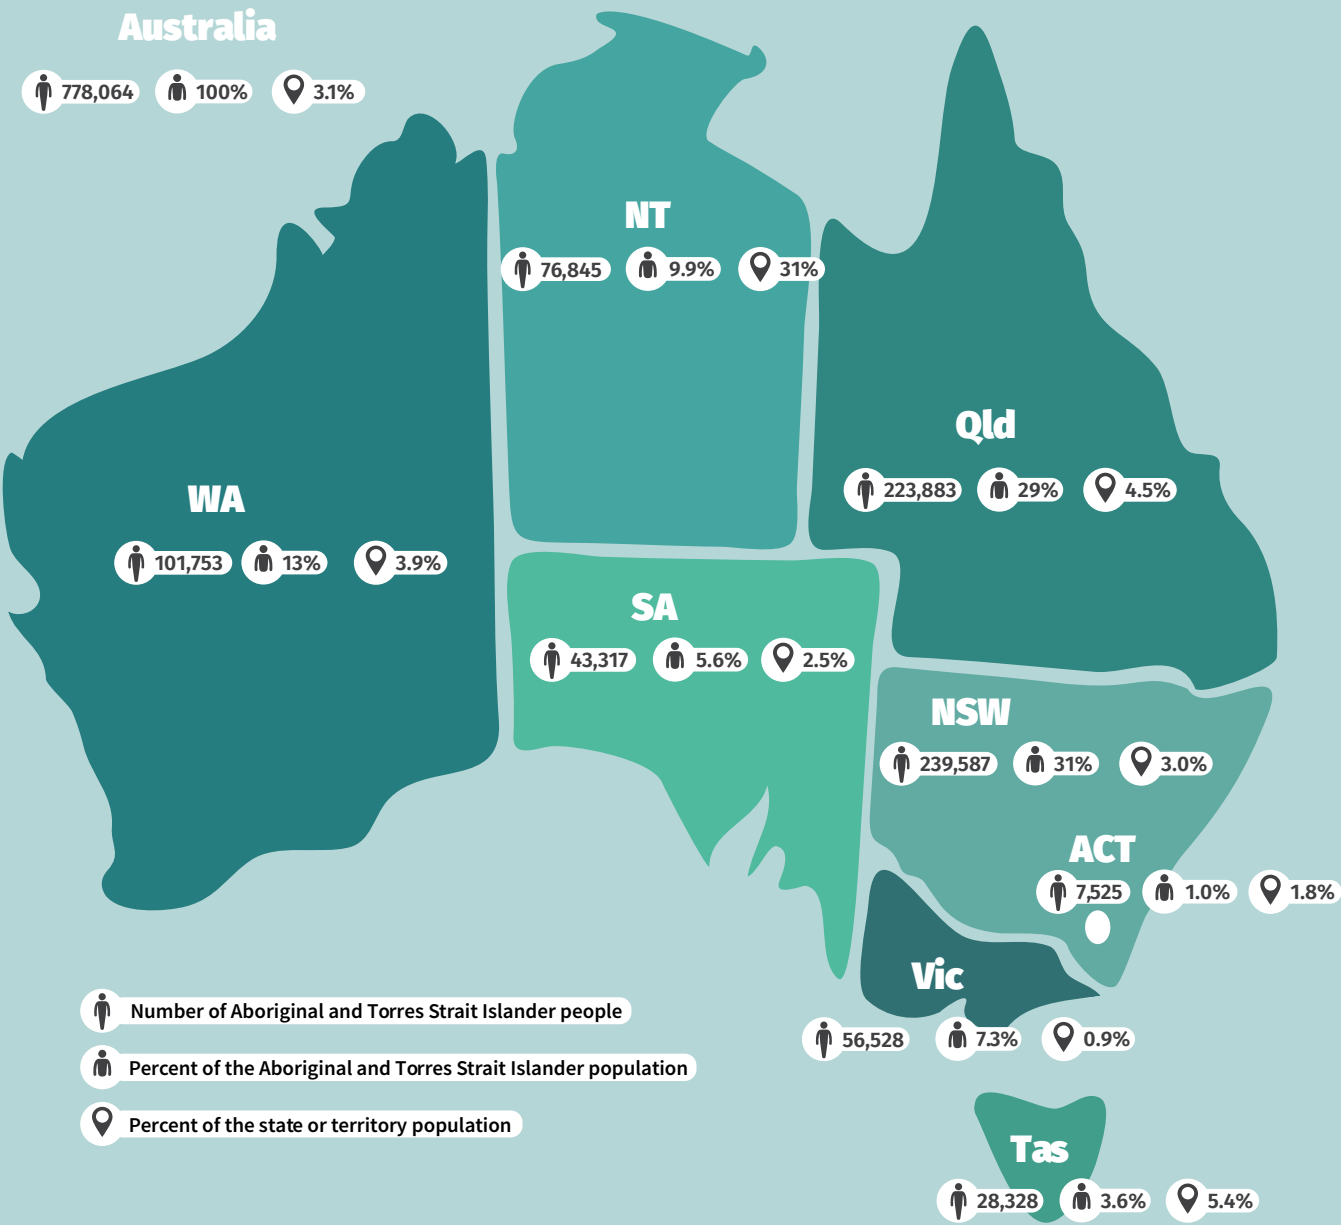 Australia
778,064 100% 3.1%
NT
76,845 9.9% 31%
Qld
223,883 29% 4.5%
WA
101,753 13% 3.9%
SA
43,317 5.6% 2.5%
NSW
239,587 31% 3.0%
ACT
7,525 1.0% 1.8%
Vic
56,528 7.3% 0.9%
Number of Aboriginal and Torres Strait Islander people
Percent of the Aboriginal and Torres Strait Islander population
Percent of the state or territory population
Tas
28,328 3.6% 5.4%